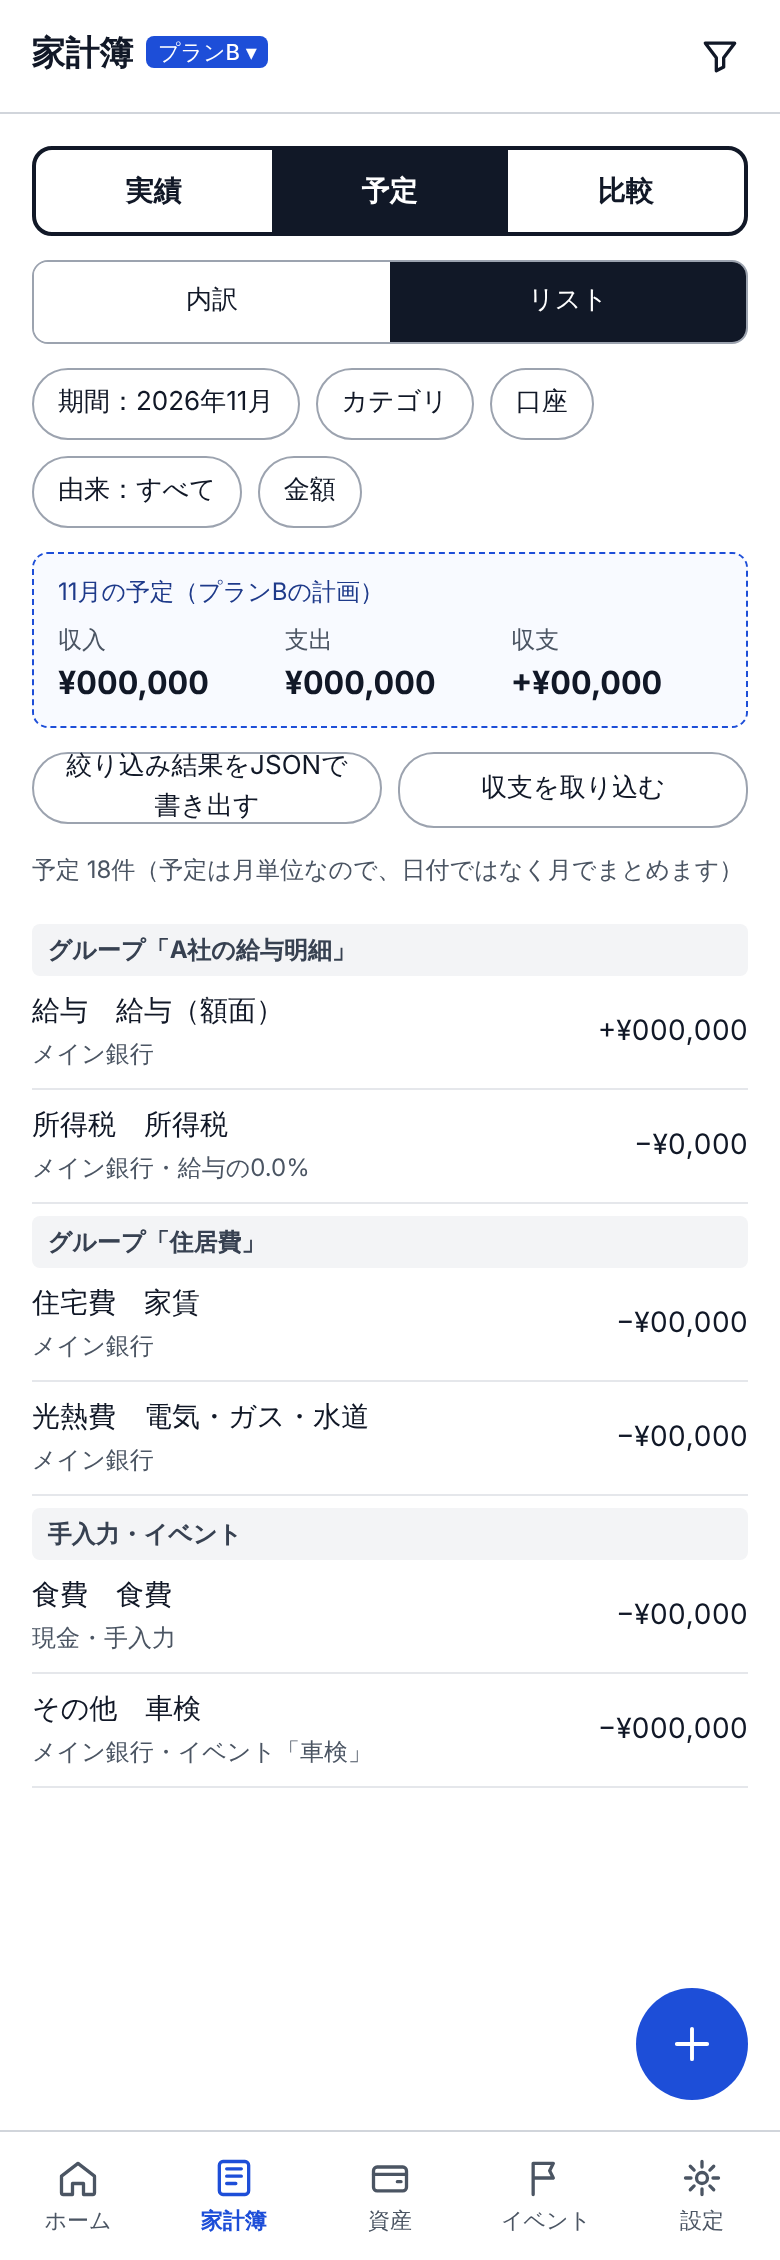 家計簿 プランB ▾
実績 予定 比較
内訳 リスト
期間：2026年11月 カテゴリ 口座
由来：すべて 金額
11月の予定（プランBの計画）
収入 支出 収支
¥000,000 ¥000,000 +¥00,000
絞り込み結果をJSONで
書き出す
収支を取り込む
予定 18件（予定は月単位なので、日付ではなく月でまとめます）
グループ「A社の給与明細」
給与　給与（額面）
+¥000,000
メイン銀行
所得税　所得税
−¥0,000
メイン銀行・給与の0.0%
グループ「住居費」
住宅費　家賃
−¥00,000
メイン銀行
光熱費　電気・ガス・水道
−¥00,000
メイン銀行
手入力・イベント
食費　食費
−¥00,000
現金・手入力
その他　車検
−¥000,000
メイン銀行・イベント「車検」
ホーム 家計簿 資産 イベント 設定